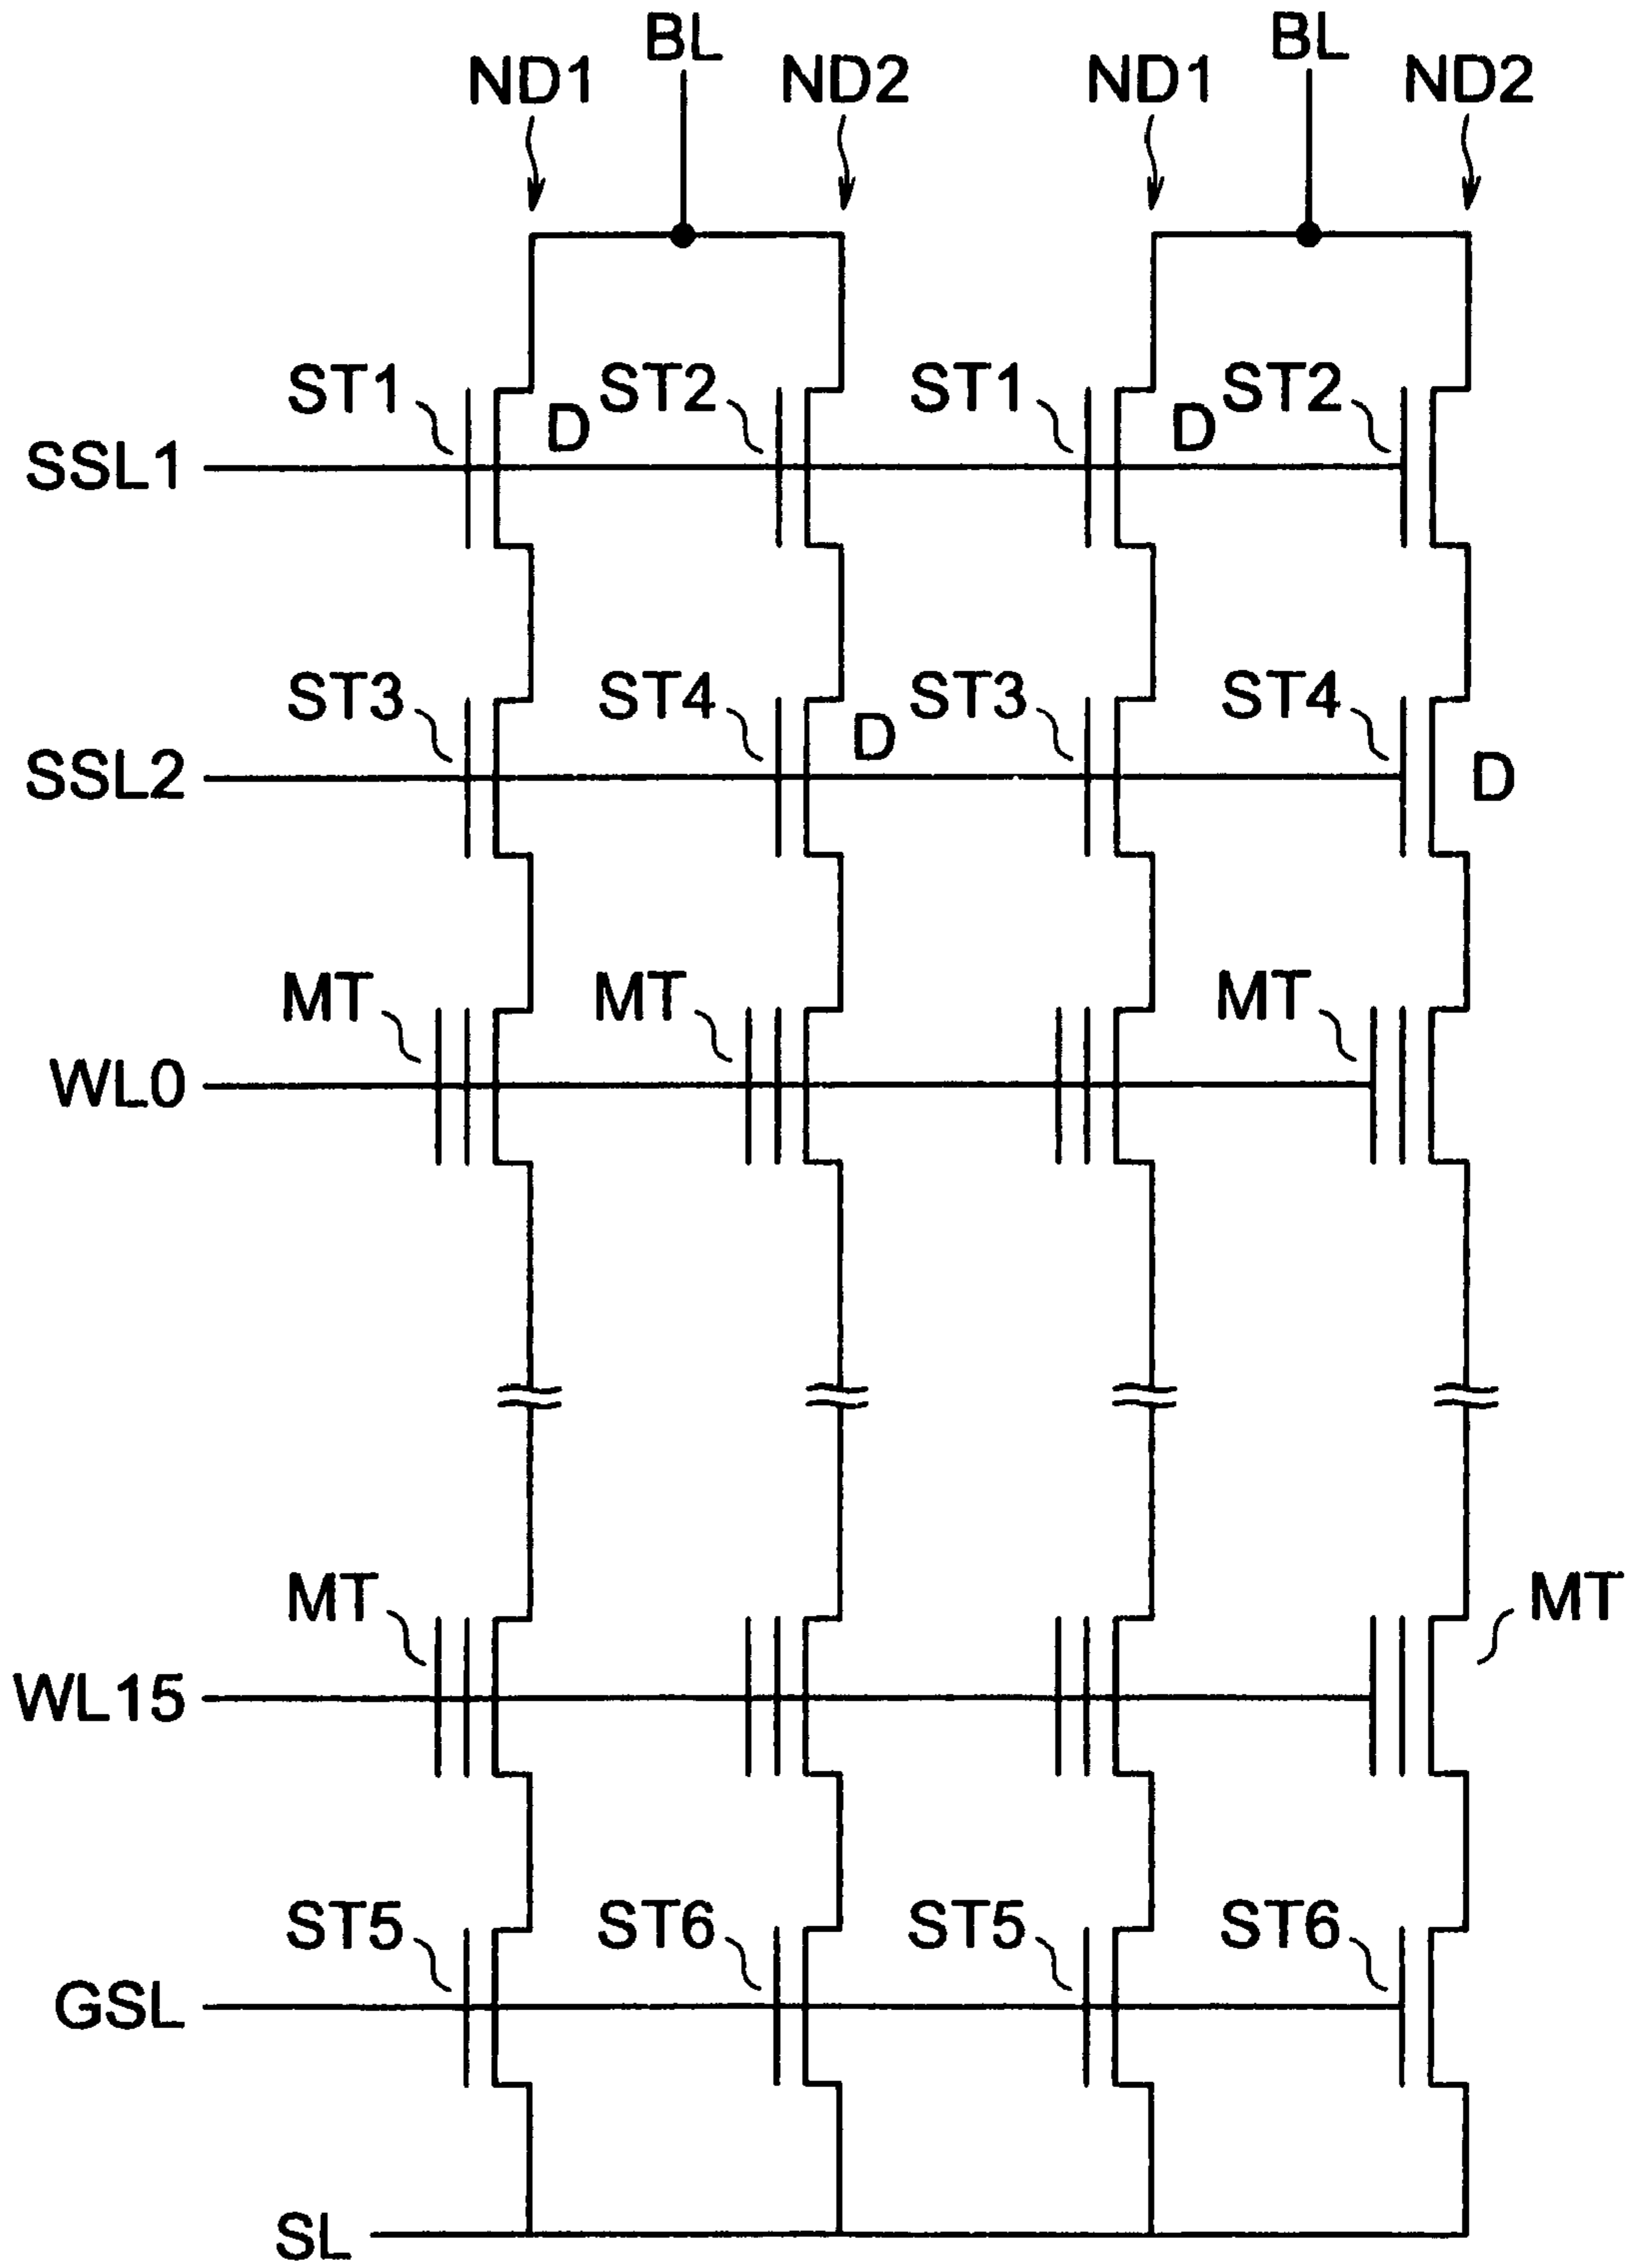 BL BL
ND1 ND2 ND1 ND2
ST1 D ST2 ST1 D ST2
SSL1
ST3 ST4 D ST3 ST4
SSL2 D
MT MT MT
WL0
MT MT
WL15
ST5 ST6 ST5 ST6
GSL
SL